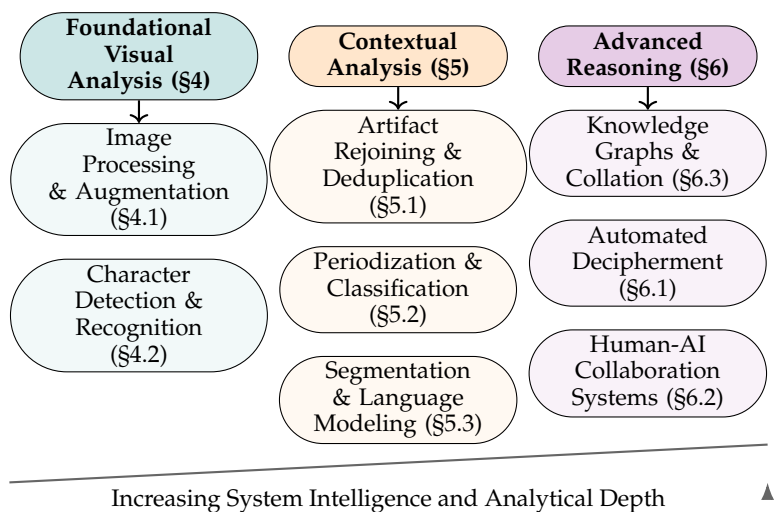 Foundational
Visual
Analysis (§4)
Image
Processing
& Augmentation
(§4.1)
Character
Detection &
Recognition
(§4.2)
Contextual
Analysis (§5)
Artifact
Rejoining &
Deduplication
(§5.1)
Periodization &
Classification
(§5.2)
Segmentation
& Language
Modeling (§5.3)
Advanced
Reasoning (§6)
Knowledge
Graphs &
Collation (§6.3)
Automated
Decipherment
(§6.1)
Human-AI
Collaboration
Systems (§6.2)
Increasing System Intelligence and Analytical Depth